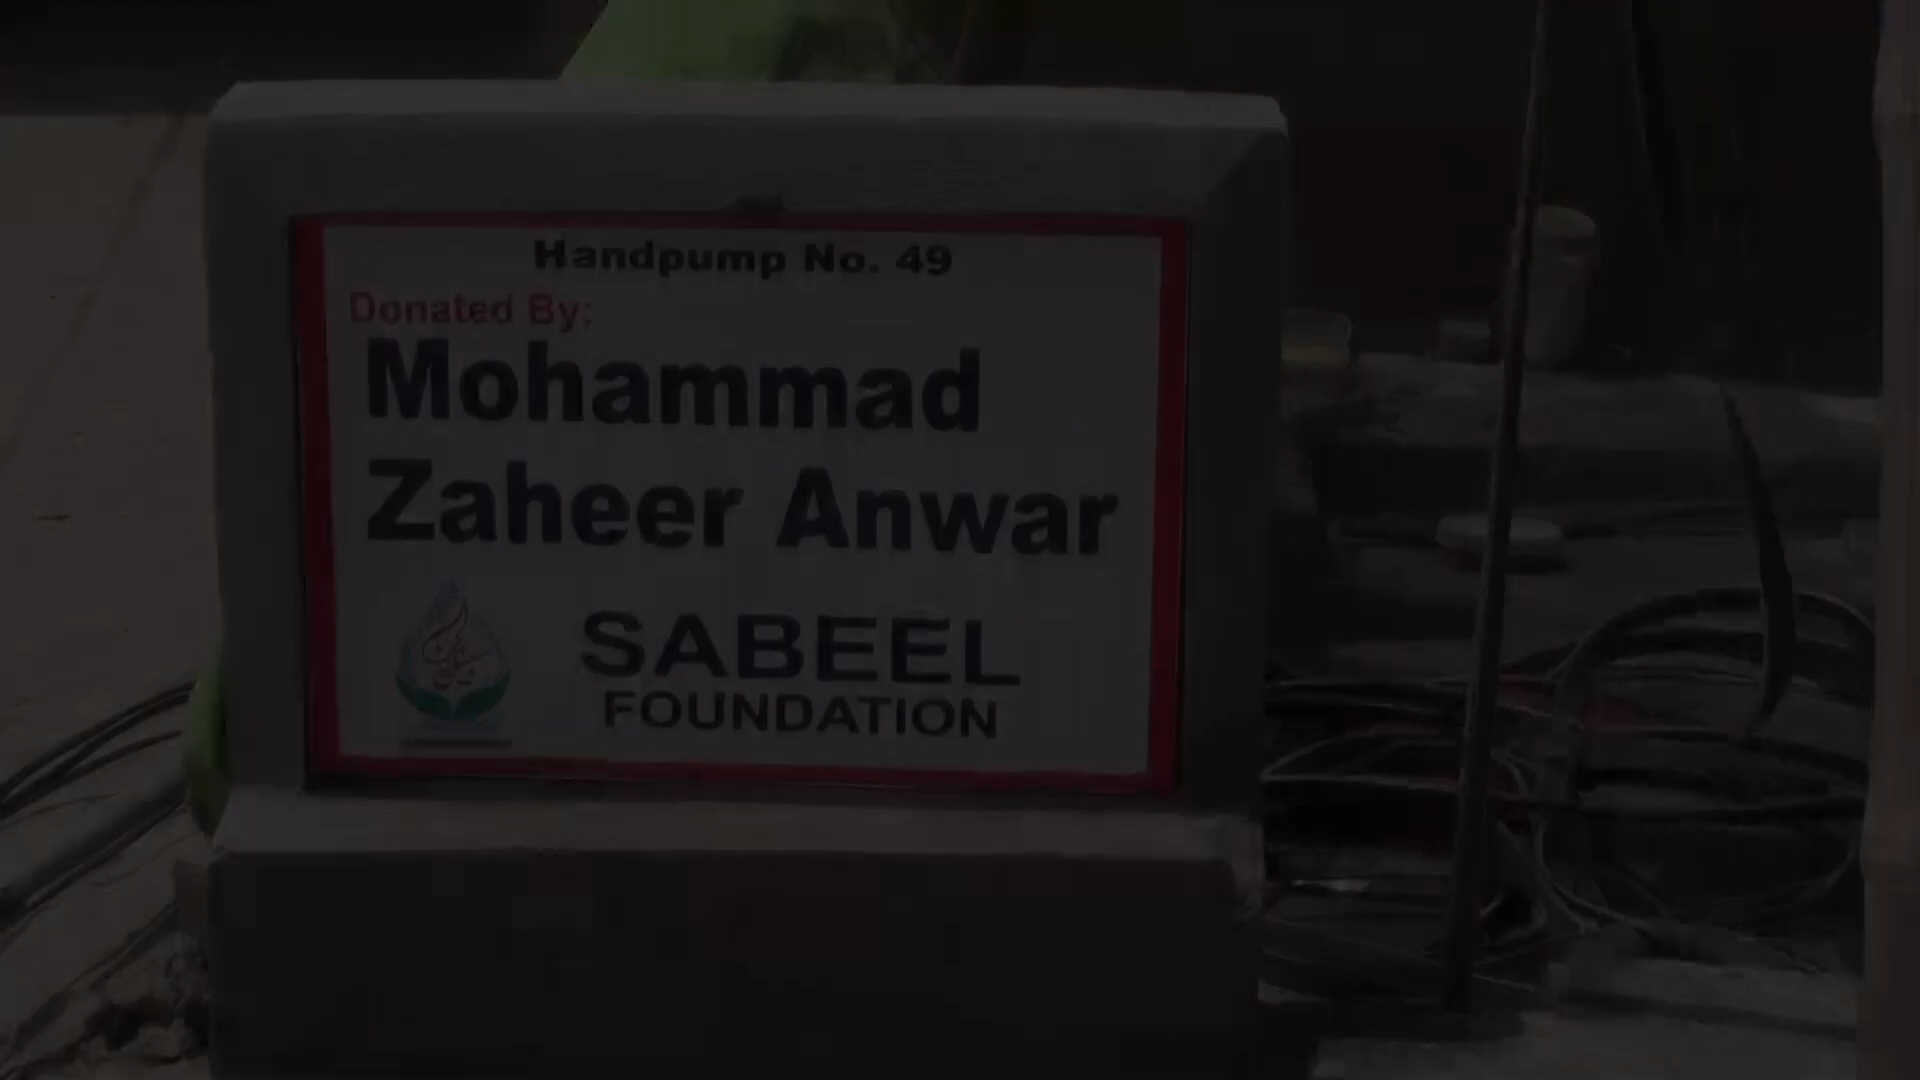 Handpump No. 49
Donated By:
Mohammad
Zaheer Anwar
SABEEL
FOUNDATION